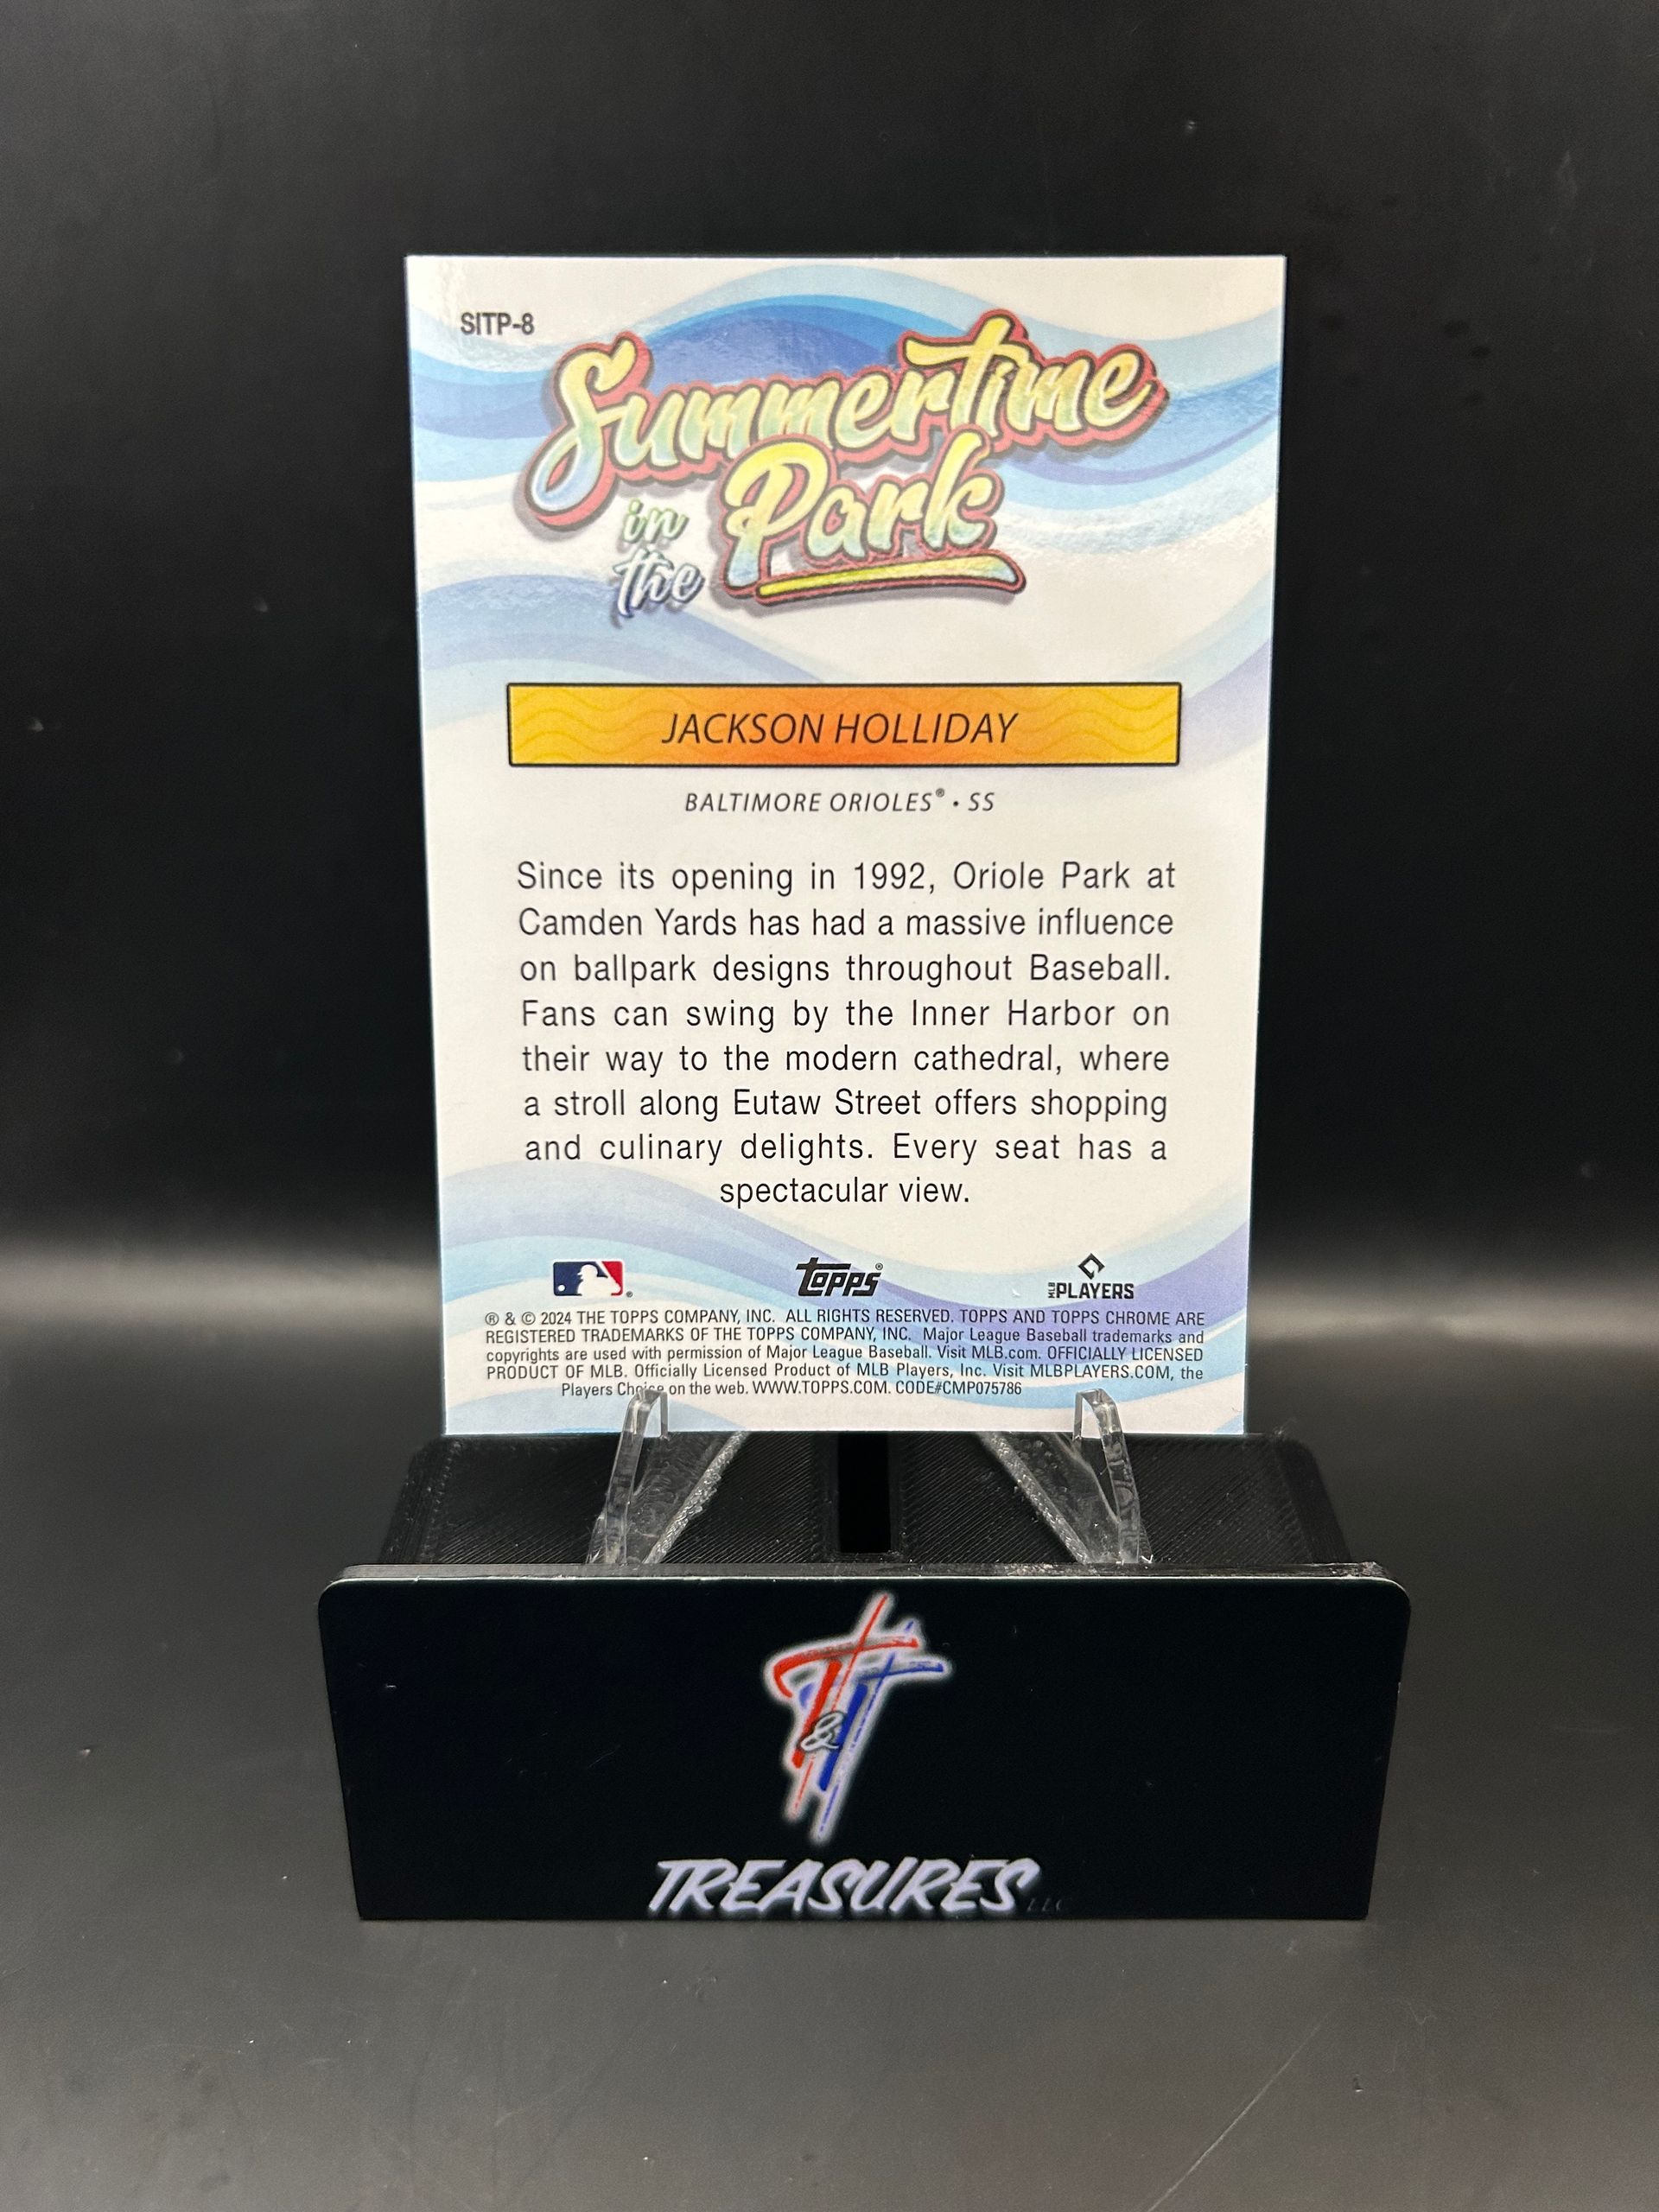 SITP-8
Summertime
in the Park
JACKSON HOLLIDAY
BALTIMORE ORIOLES® • SS
Since its opening in 1992, Oriole Park at
Camden Yards has had a massive influence
on ballpark designs throughout Baseball.
Fans can swing by the Inner Harbor on
their way to the modern cathedral, where
a stroll along Eutaw Street offers shopping
and culinary delights. Every seat has a
spectacular view.
Topps® MLB PLAYERS
® & © 2024 THE TOPPS COMPANY, INC. ALL RIGHTS RESERVED. TOPPS AND TOPPS CHROME ARE
REGISTERED TRADEMARKS OF THE TOPPS COMPANY, INC. Major League Baseball trademarks and
copyrights are used with permission of Major League Baseball. Visit MLB.com. OFFICIALLY LICENSED
PRODUCT OF MLB. Officially Licensed Product of MLB Players, Inc. Visit MLBPLAYERS.COM, the
Players Choice on the web. WWW.TOPPS.COM. CODE#CMP075786
T&T
TREASURES LLC